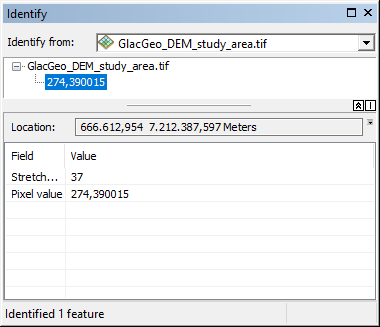 Identify
Identify from: GlacGeo_DEM_study_area.tif
GlacGeo_DEM_study_area.tif
274,390015
Location: 666.612,954 7.212.387,597 Meters
Field Value
Stretch... 37
Pixel value 274,390015
Identified 1 feature